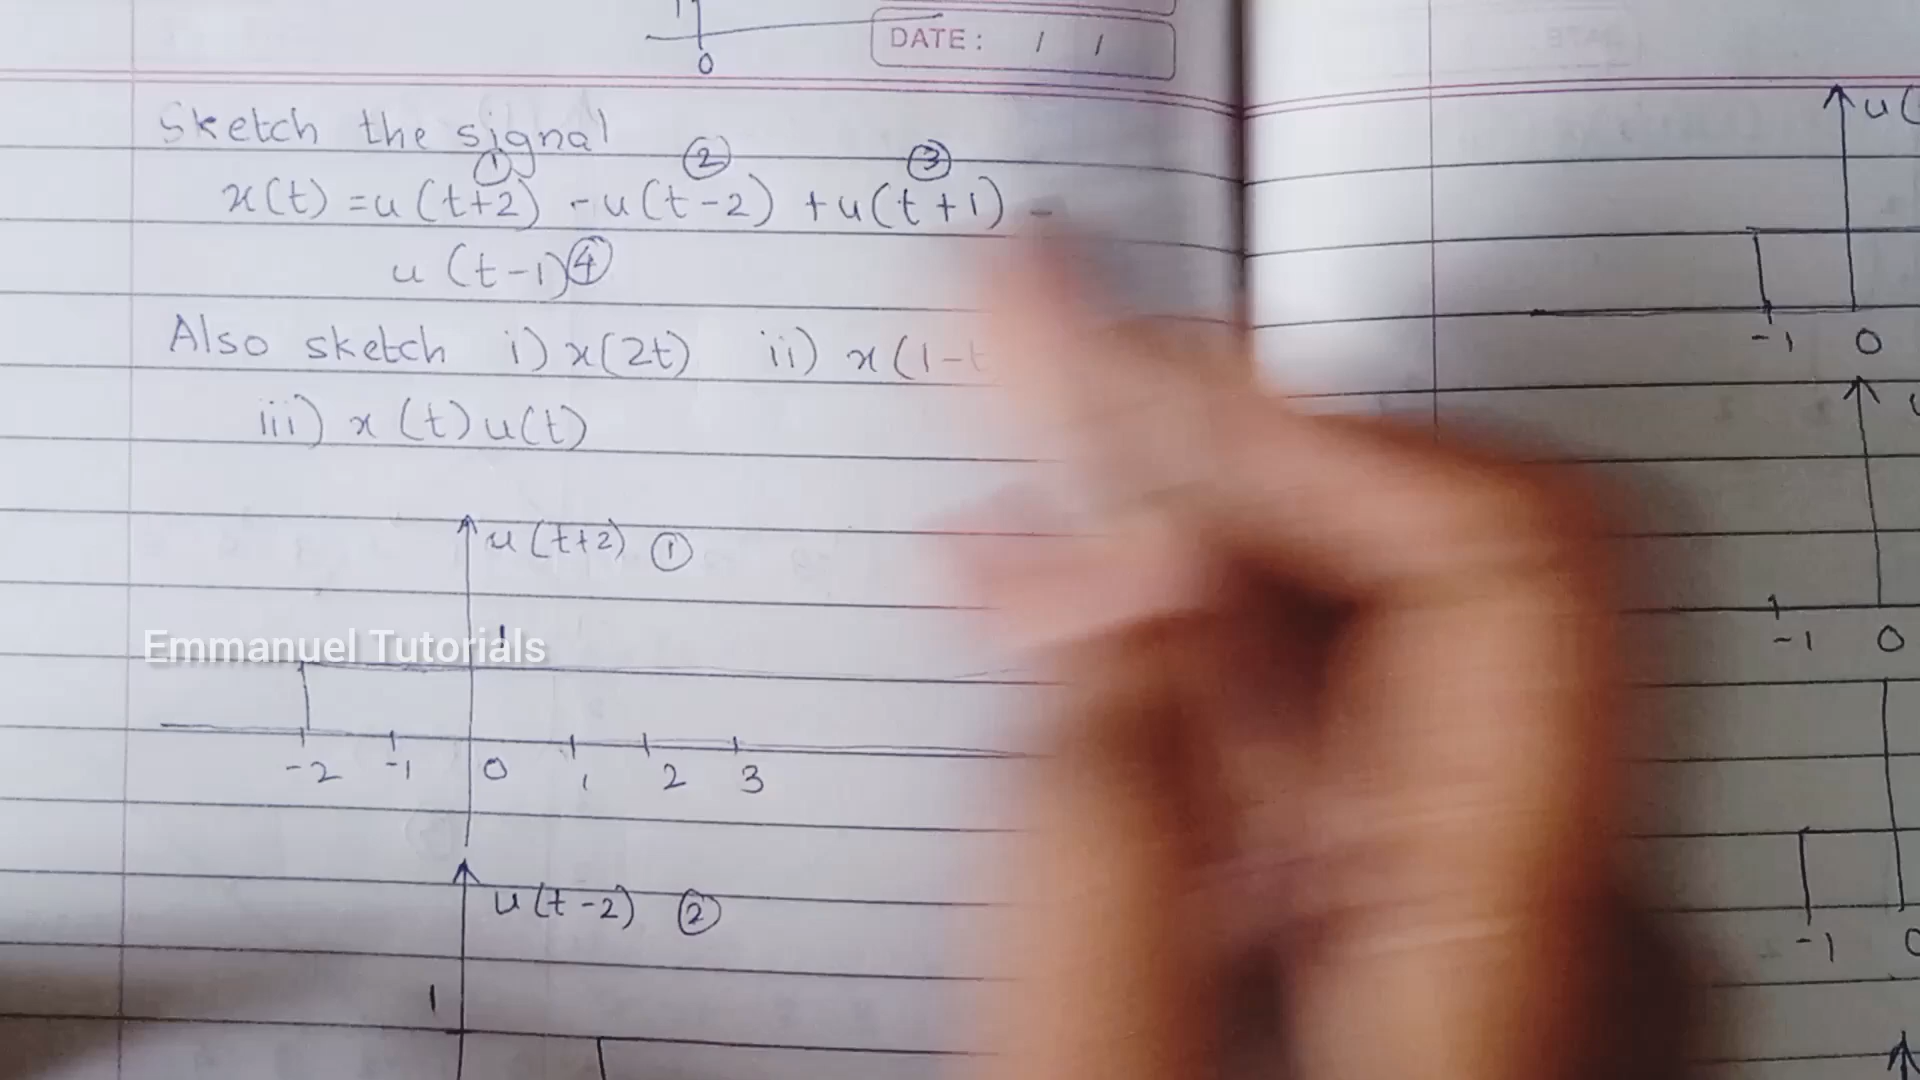 0
DATE: / /
Sketch the signal
① ② ③
x(t) = u(t+2) - u(t-2) + u(t+1) -
u(t-1) ④
Also sketch i) x(2t) ii) x(1-t
iii) x(t)u(t)
u(t+2) ①
1
Emmanuel Tutorials
-2 -1 0 1 2 3
u(t-2) ②
1
u(
-1 0
-1 0
-1 0